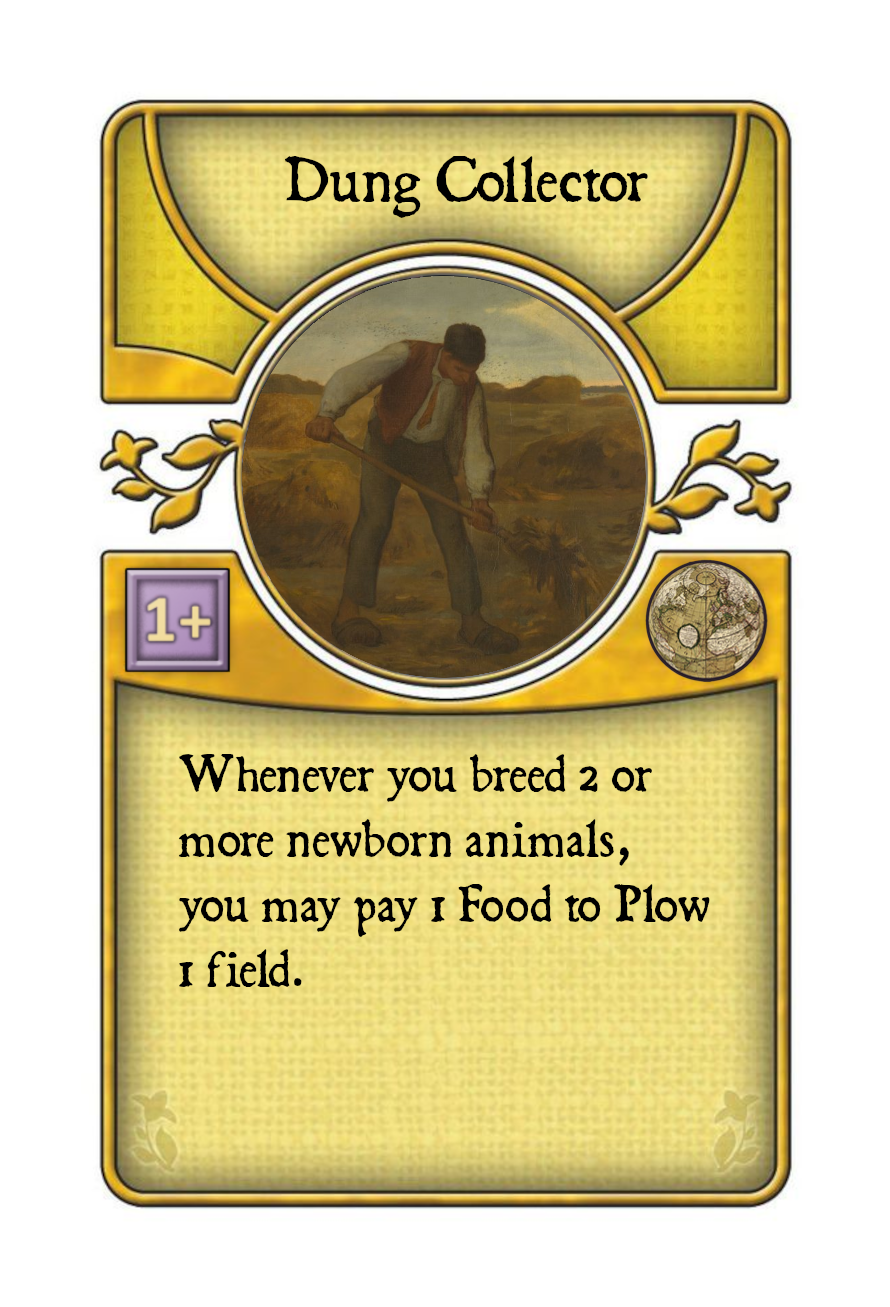 Dung Collector
1+
Whenever you breed 2 or
more newborn animals,
you may pay 1 Food to Plow
1 field.